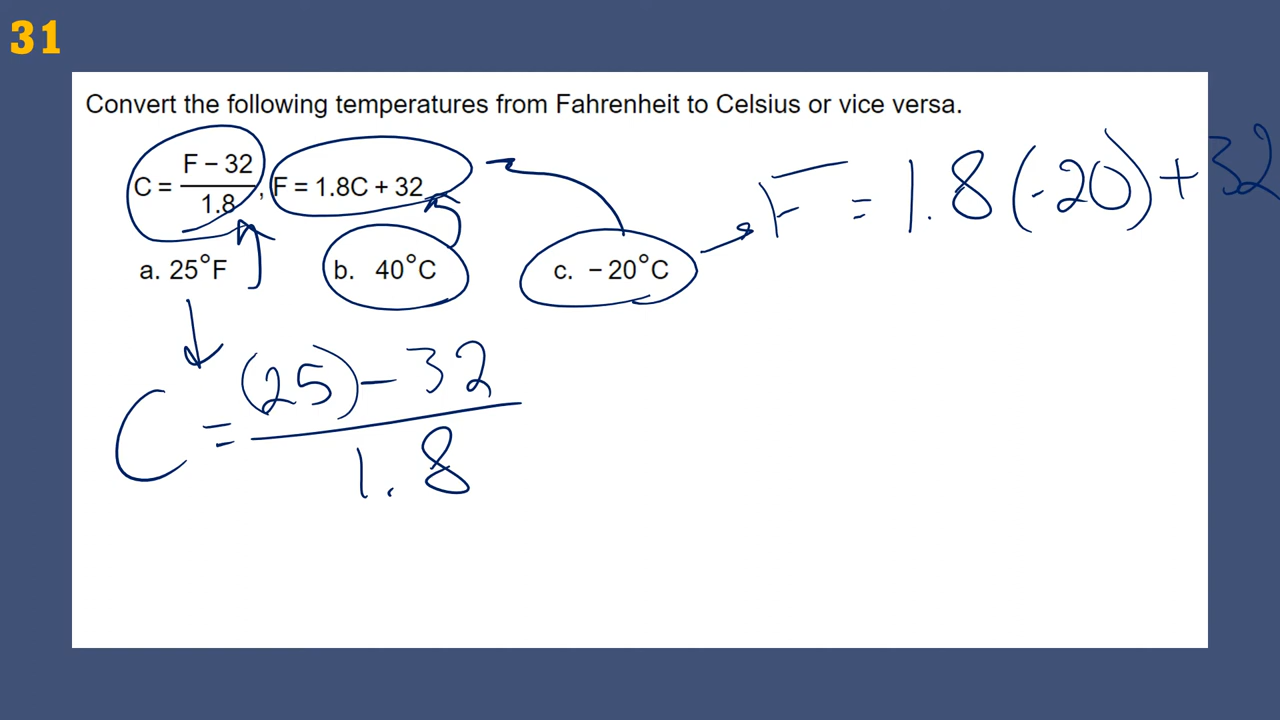 31
Convert the following temperatures from Fahrenheit to Celsius or vice versa.
C = (F − 32)/1.8, F = 1.8C + 32
F = 1.8(-20) + 32
a. 25°F b. 40°C c. −20°C
C = ((25) − 32)/1.8